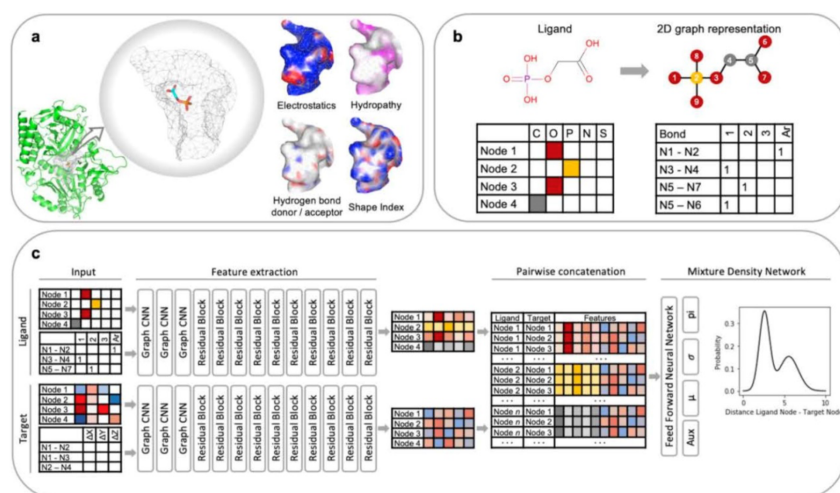 a
Electrostatics
Hydropathy
Hydrogen bond
donor / acceptor
Shape Index
b
Ligand
2D graph representation
OH
O
P
O
OH
OH
O
8
6
1
2
3
4
5
9
7
C O P N S
Node 1
Node 2
Node 3
Node 4
Bond 1 2 3 Ar
N1 - N2 1
N3 - N4 1
N5 – N7 1
N5 – N6 1
c
Input
Feature extraction
Pairwise concatenation
Mixture Density Network
Ligand
Node 1
Node 2
Node 3
Node 4
1 2 3 Ar
N1 – N2 1
N3 - N4 1
N5 – N7 1
Graph CNN
Graph CNN
Graph CNN
Residual Block
Residual Block
Residual Block
Residual Block
Residual Block
Residual Block
Residual Block
Residual Block
Residual Block
Residual Block
Target
Node 1
Node 2
Node 3
Node 4
ΔX ΔY ΔZ
N1 - N2
N1 - N3
N2 – N4
Graph CNN
Graph CNN
Graph CNN
Residual Block
Residual Block
Residual Block
Residual Block
Residual Block
Residual Block
Residual Block
Residual Block
Residual Block
Residual Block
Node 1
Node 2
Node 3
Node 4
Node 1
Node 2
Node 3
Node 4
Ligand Target Features
Node 1 Node 1
Node 1 Node 2
Node 1 Node 3
... ... ...
Node 2 Node 1
Node 2 Node 2
Node 2 Node 3
... ... ...
Node n Node 1
Node n Node 2
Node n Node 3
... ... ...
Feed Forward Neural Network
pi
σ
μ
Aux
Probability
0.3
0.2
0.1
0.0
0 5 10
Distance Ligand Node - Target Node